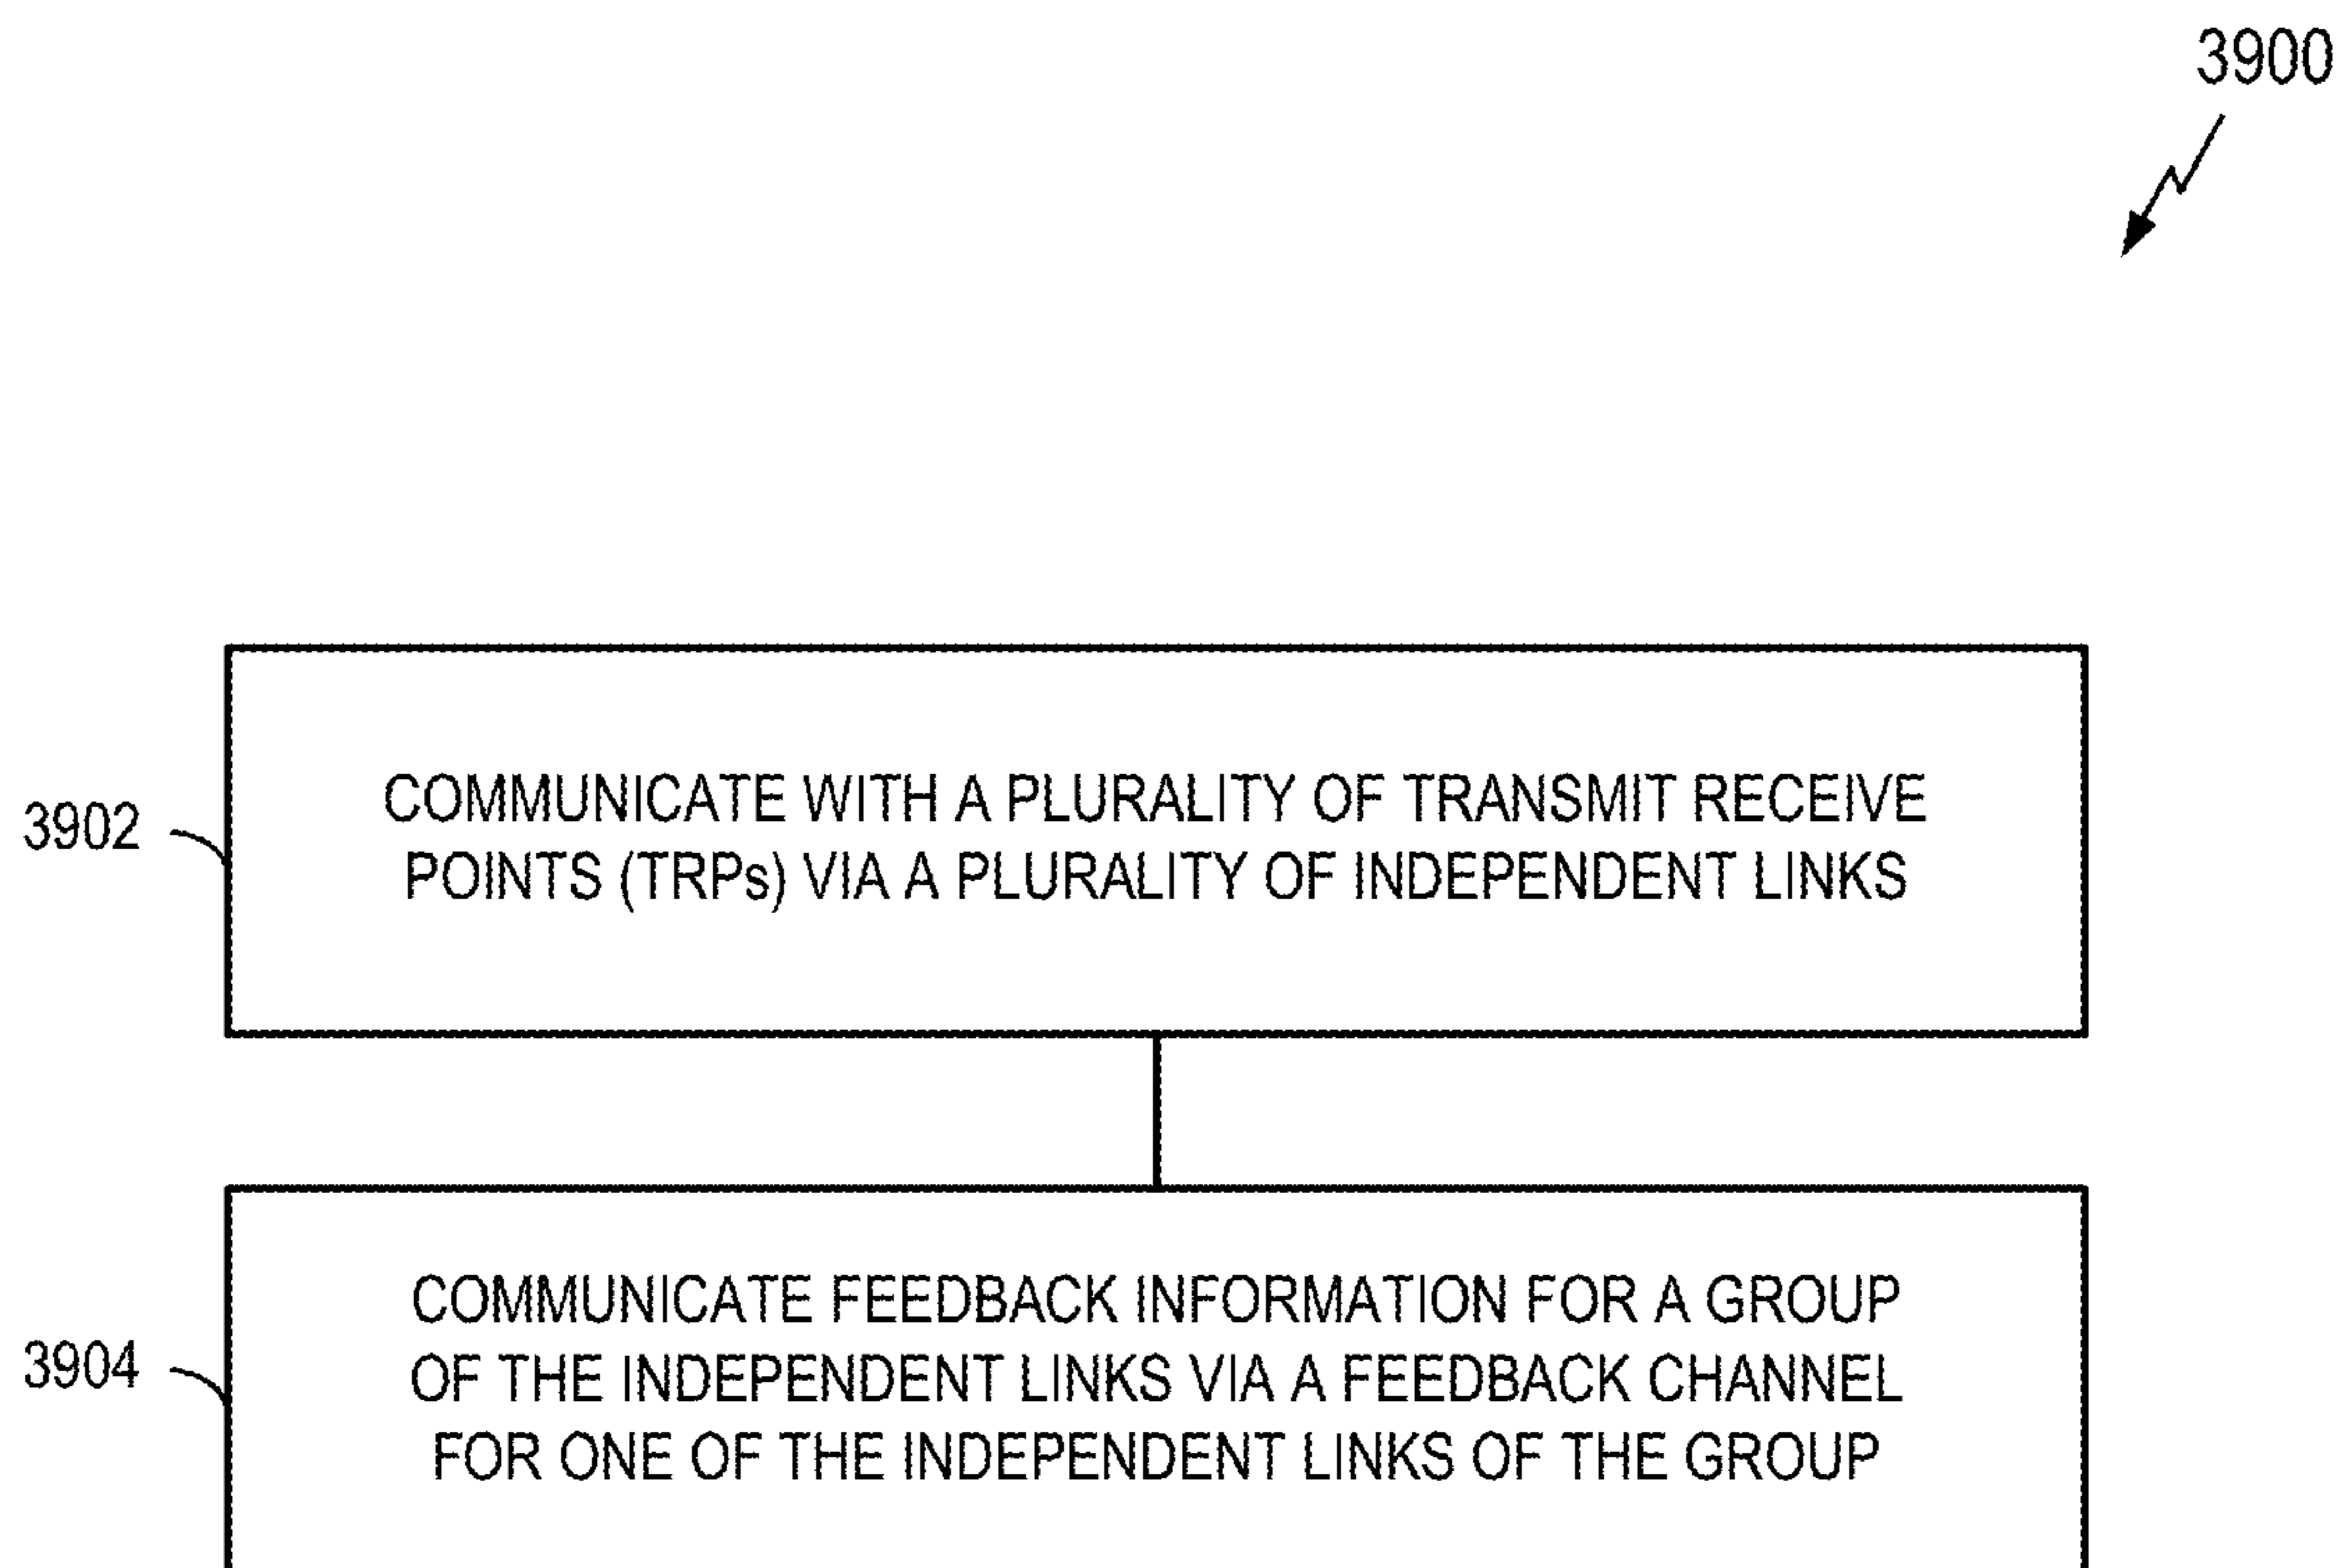 3900
3902
COMMUNICATE WITH A PLURALITY OF TRANSMIT RECEIVE
POINTS (TRPs) VIA A PLURALITY OF INDEPENDENT LINKS
3904
COMMUNICATE FEEDBACK INFORMATION FOR A GROUP
OF THE INDEPENDENT LINKS VIA A FEEDBACK CHANNEL
FOR ONE OF THE INDEPENDENT LINKS OF THE GROUP